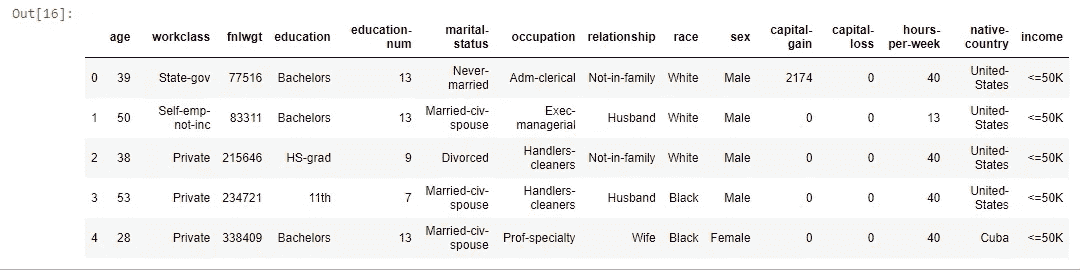 Out[16]:
age workclass fnlwgt education education-num marital-status occupation relationship race sex capital-gain capital-loss hours-per-week native-country income
0 39 State-gov 77516 Bachelors 13 Never-married Adm-clerical Not-in-family White Male 2174 0 40 United-States <=50K
1 50 Self-emp-not-inc 83311 Bachelors 13 Married-civ-spouse Exec-managerial Husband White Male 0 0 13 United-States <=50K
2 38 Private 215646 HS-grad 9 Divorced Handlers-cleaners Not-in-family White Male 0 0 40 United-States <=50K
3 53 Private 234721 11th 7 Married-civ-spouse Handlers-cleaners Husband Black Male 0 0 40 United-States <=50K
4 28 Private 338409 Bachelors 13 Married-civ-spouse Prof-specialty Wife Black Female 0 0 40 Cuba <=50K